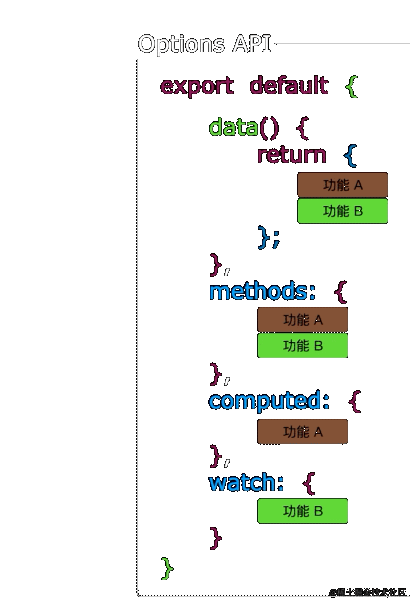 Options API
export default {
data() {
return {
功能 A
功能 B
};
},
methods: {
功能 A
功能 B
},
computed: {
功能 A
},
watch: {
功能 B
}
}
@稀土掘金技术社区